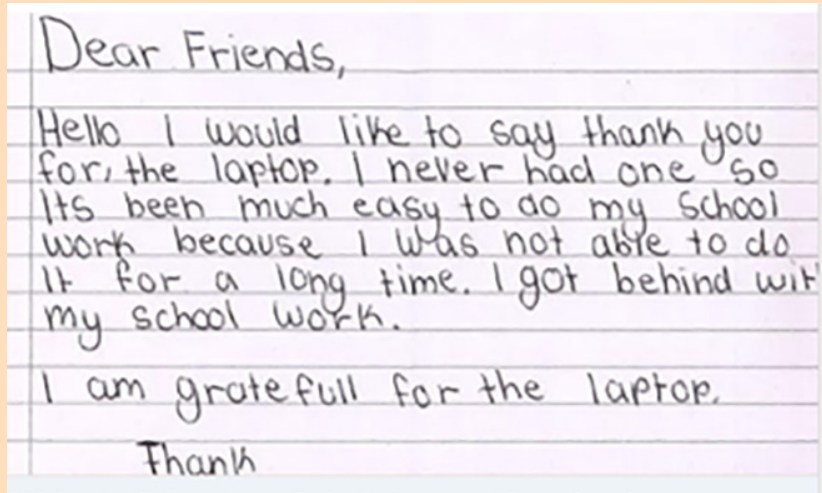 Dear Friends,
Hello I would like to say thank you
for, the laptop. I never had one so
Its been much easy to do my School
work because I was not able to do
It for a long time. I got behind wit
my school work.
I am gratefull for the laptop.
Thank